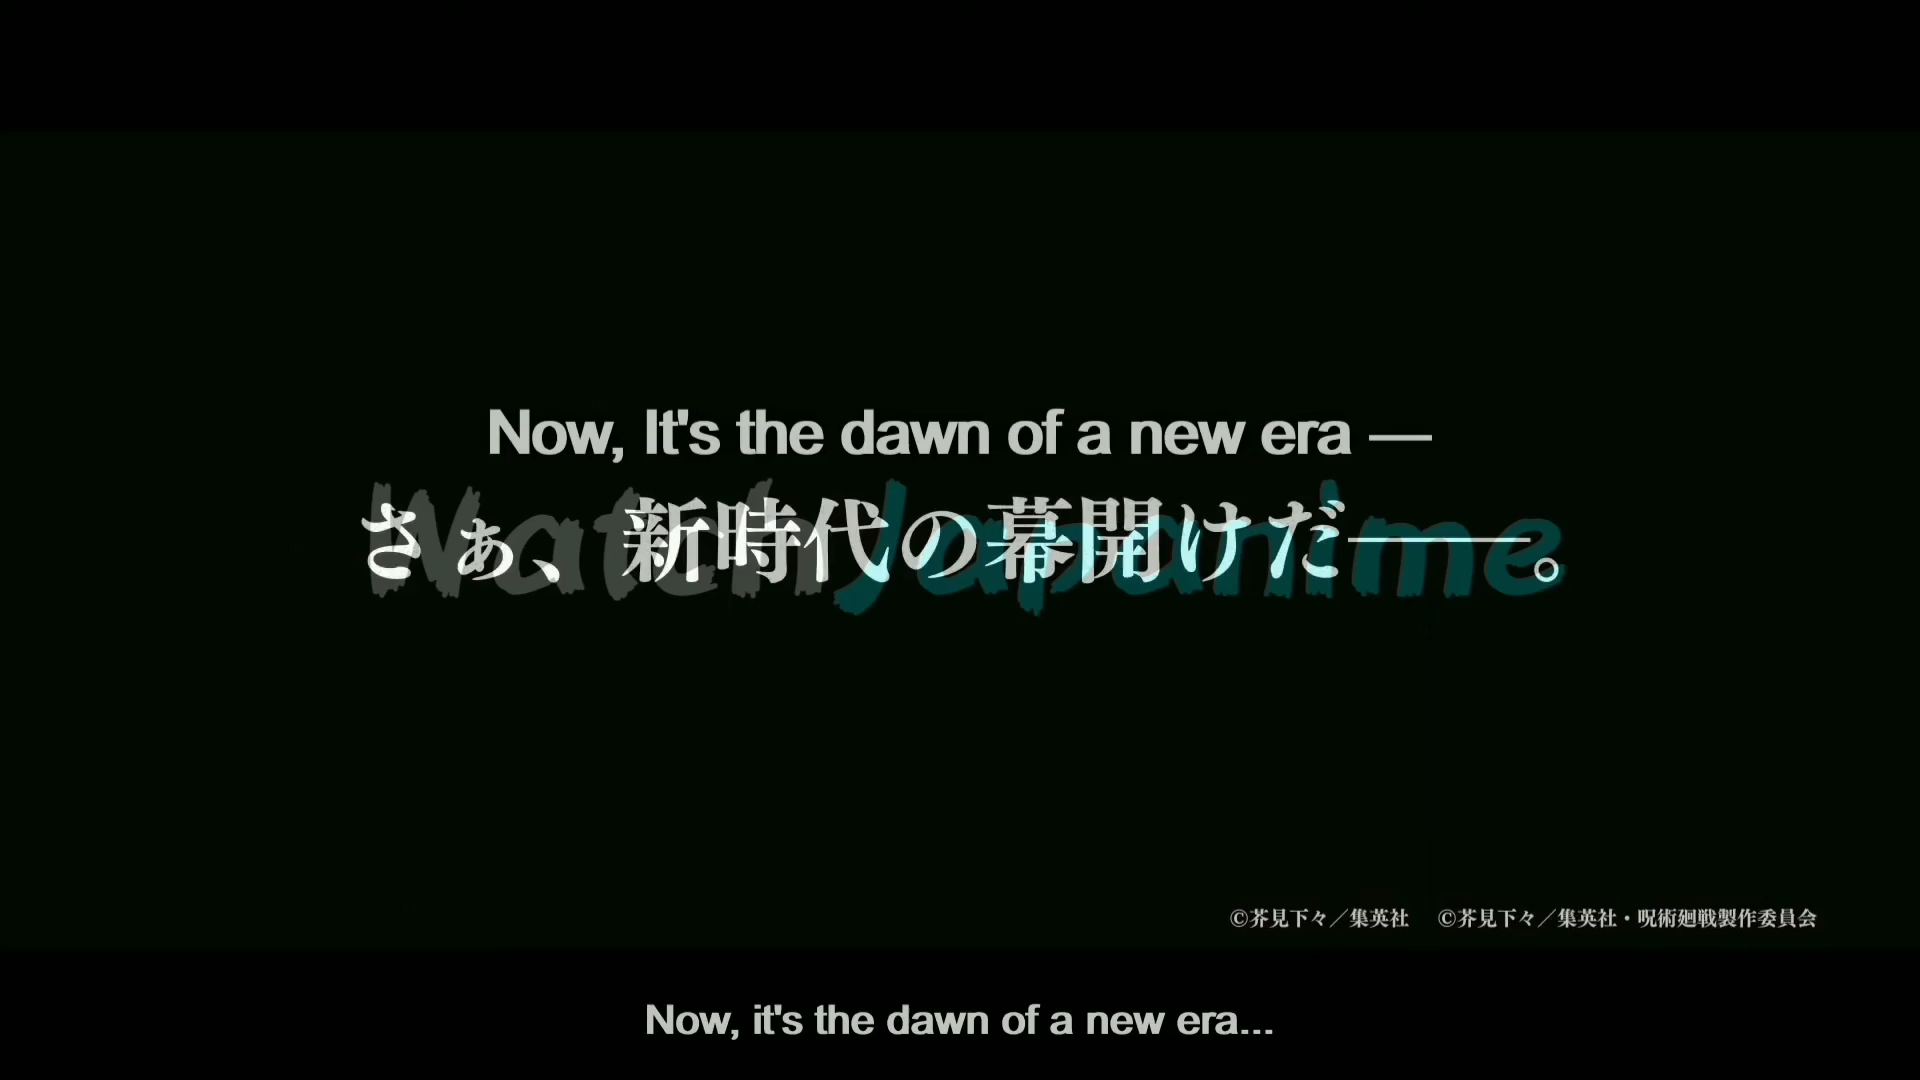 Now, It's the dawn of a new era —
WatchJapanime
さぁ、新時代の幕開けだ――。
©芥見下々／集英社　©芥見下々／集英社・呪術廻戦製作委員会
Now, it's the dawn of a new era...